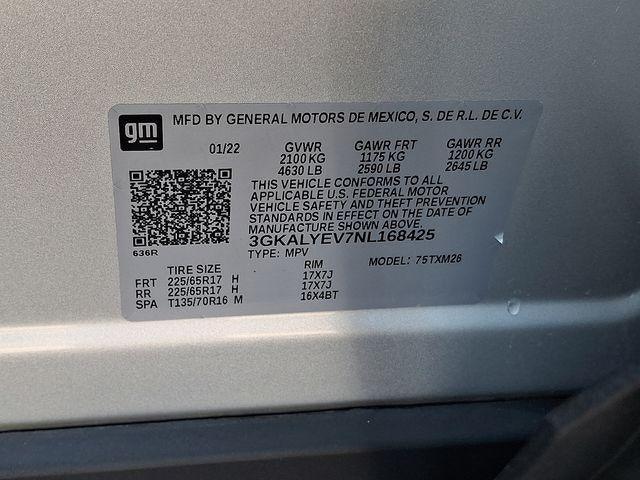 gm
MFD BY GENERAL MOTORS DE MEXICO, S. DE R.L. DE C.V.
01/22 GVWR GAWR FRT GAWR RR
2100 KG 1175 KG 1200 KG
4630 LB 2590 LB 2645 LB
THIS VEHICLE CONFORMS TO ALL
APPLICABLE U.S. FEDERAL MOTOR
VEHICLE SAFETY AND THEFT PREVENTION
STANDARDS IN EFFECT ON THE DATE OF
MANUFACTURE SHOWN ABOVE.
3GKALYEV7NL168425
636R
TYPE: MPV MODEL: 75TXM26
TIRE SIZE RIM
FRT 225/65R17 H 17X7J
RR 225/65R17 H 17X7J
SPA T135/70R16 M 16X4BT